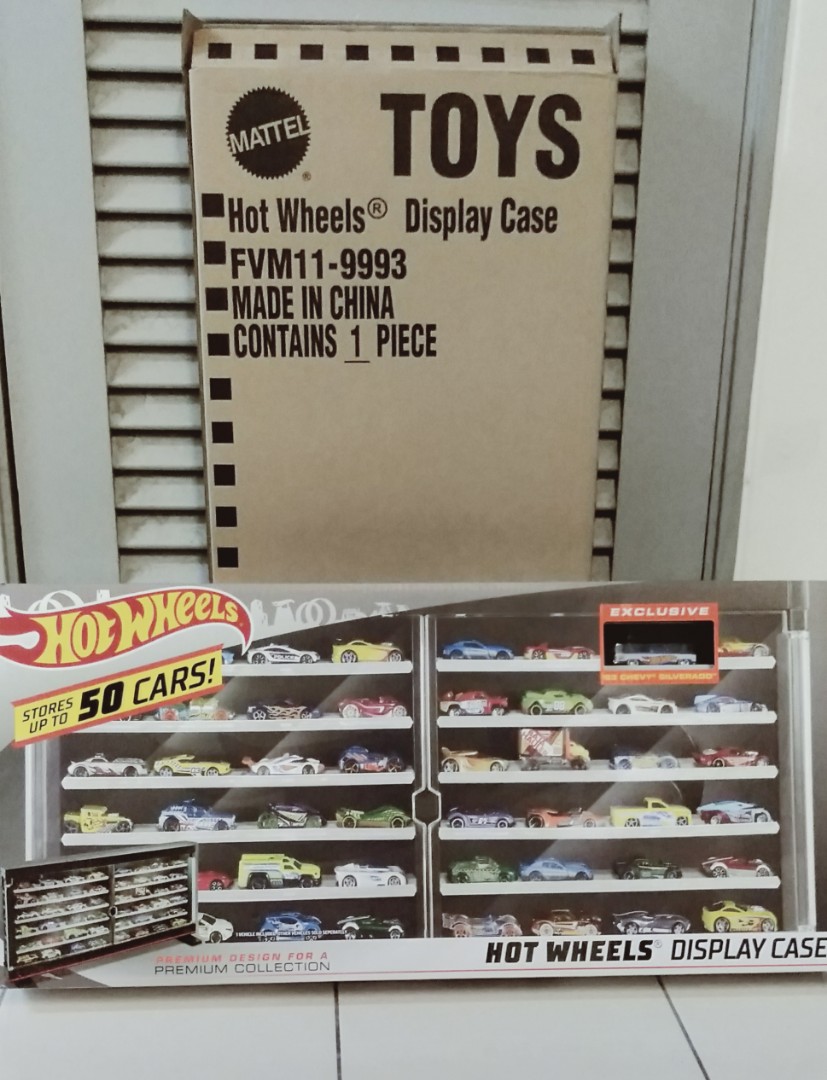 MATTEL
®
TOYS
Hot Wheels® Display Case
FVM11-9993
MADE IN CHINA
CONTAINS 1 PIECE
HOT WHEELS
STORES
UP TO
50 CARS!
EXCLUSIVE
CHEVY SILVERADO
POLICE
PREMIUM DESIGN FOR A
PREMIUM COLLECTION
HOT WHEELS® DISPLAY CASE